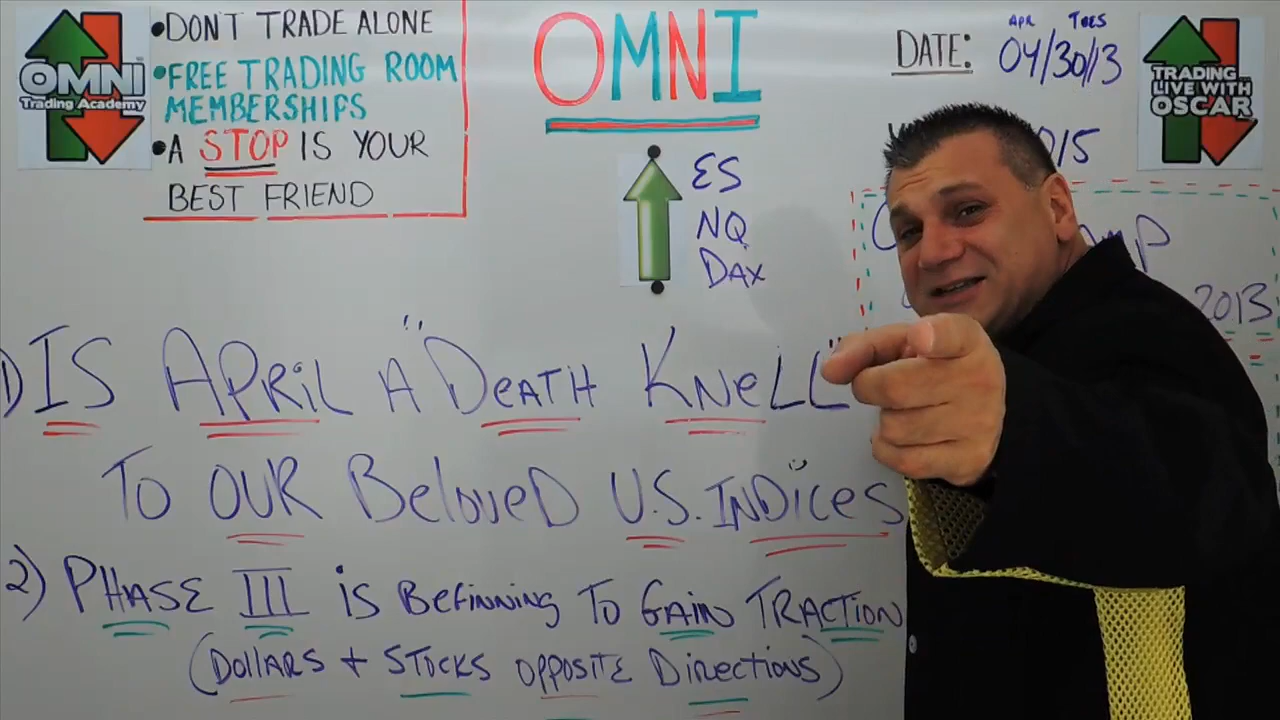 OMNI
Trading Academy
•DON'T TRADE ALONE
•FREE TRADING ROOM
MEMBERSHIPS
•A STOP IS YOUR
BEST FRIEND
OMNI
ES
NQ
DAX
APR TUES
DATE: 04/30/13
TRADING
LIVE WITH
OSCAR
2013
1) IS APRIL A "DEATH KNELL"
TO OUR BELOVED U.S. INDICES
2) PHASE III IS BEFINNING TO GAIN TRACTION
(DOLLARS + STOCKS OPPOSITE DIRECTIONS)